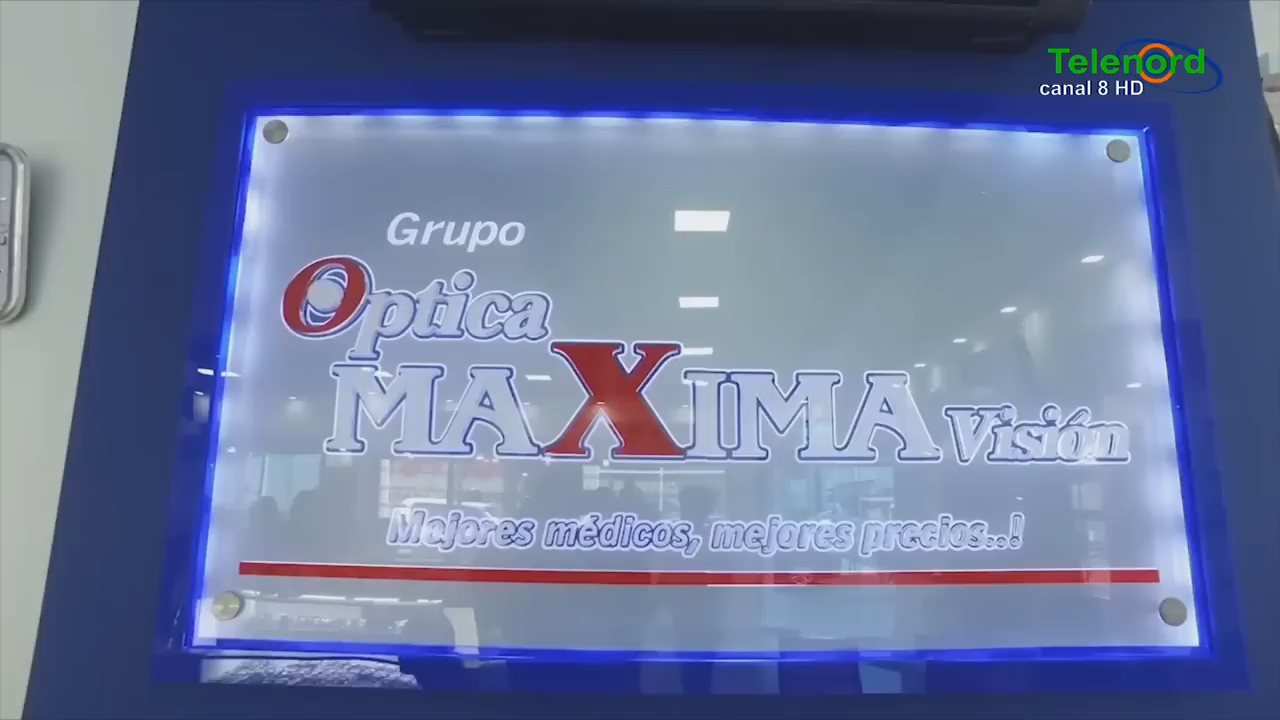 Telenord
canal 8 HD
Grupo
Optica
MAXIMA Visión
Mejores médicos, mejores precios..!